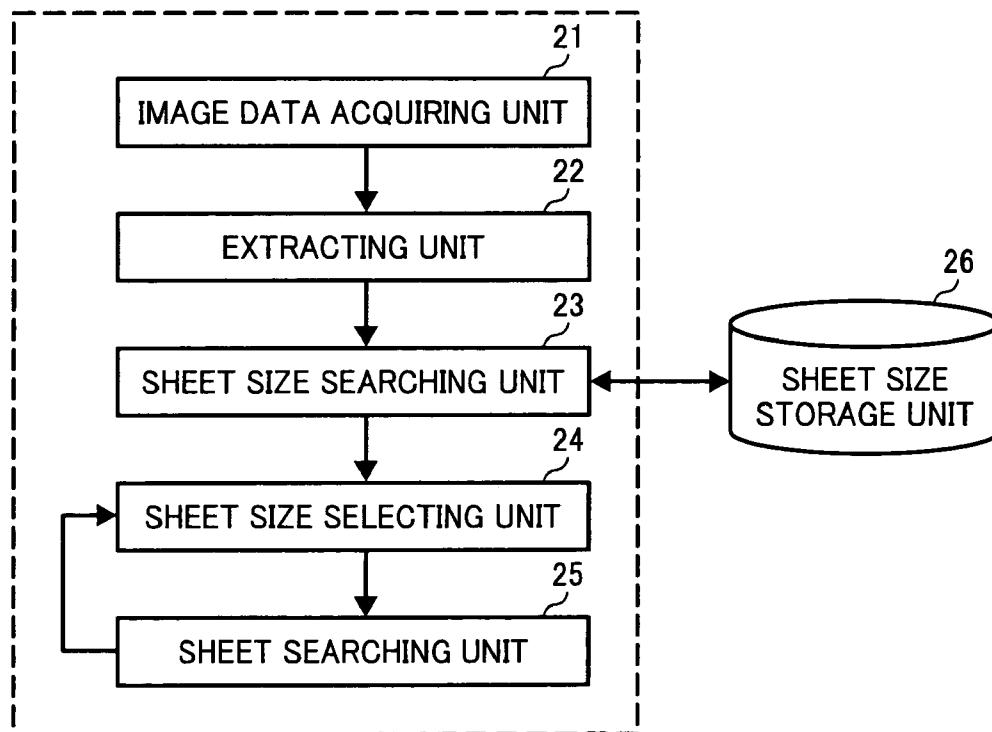 21
IMAGE DATA ACQUIRING UNIT
22
EXTRACTING UNIT
23
SHEET SIZE SEARCHING UNIT
26
SHEET SIZE
STORAGE UNIT
24
SHEET SIZE SELECTING UNIT
25
SHEET SEARCHING UNIT